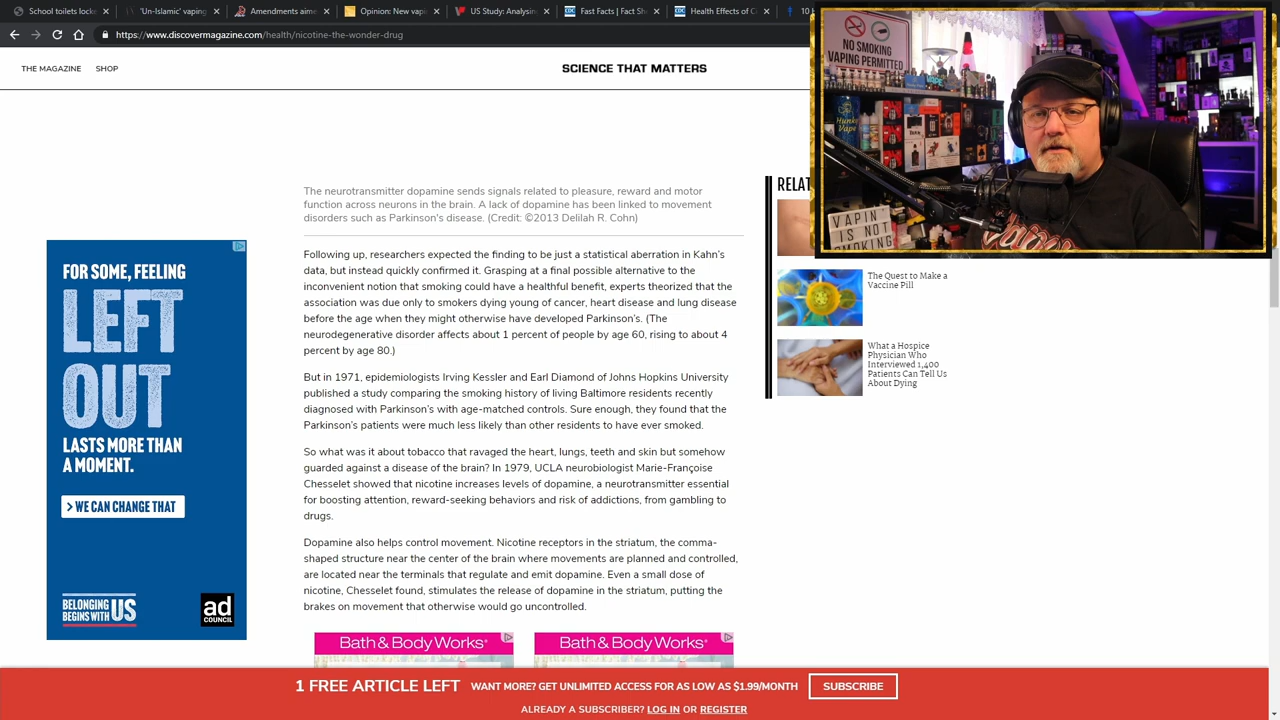 School toilets locke
'Un-Islamic' vaping
Amendments aimed
Opinion: New vapi
US Study: Analysin
Fast Facts | Fact Sh
Health Effects of C
10
https://www.discovermagazine.com/health/nicotine-the-wonder-drug
THE MAGAZINE
SHOP
SCIENCE THAT MATTERS
NO SMOKING
VAPING PERMITTED
VAPE
Hunky
Vape
VAPIN'
IS NOT
SMOKING
The neurotransmitter dopamine sends signals related to pleasure, reward and motor
function across neurons in the brain. A lack of dopamine has been linked to movement
disorders such as Parkinson's disease. (Credit: ©2013 Delilah R. Cohn)
Following up, researchers expected the finding to be just a statistical aberration in Kahn's
data, but instead quickly confirmed it. Grasping at a final possible alternative to the
inconvenient notion that smoking could have a healthful benefit, experts theorized that the
association was due only to smokers dying young of cancer, heart disease and lung disease
before the age when they might otherwise have developed Parkinson's. (The
neurodegenerative disorder affects about 1 percent of people by age 60, rising to about 4
percent by age 80.)
But in 1971, epidemiologists Irving Kessler and Earl Diamond of Johns Hopkins University
published a study comparing the smoking history of living Baltimore residents recently
diagnosed with Parkinson's with age-matched controls. Sure enough, they found that the
Parkinson's patients were much less likely than other residents to have ever smoked.
So what was it about tobacco that ravaged the heart, lungs, teeth and skin but somehow
guarded against a disease of the brain? In 1979, UCLA neurobiologist Marie-Françoise
Chesselet showed that nicotine increases levels of dopamine, a neurotransmitter essential
for boosting attention, reward-seeking behaviors and risk of addictions, from gambling to
drugs.
Dopamine also helps control movement. Nicotine receptors in the striatum, the comma-
shaped structure near the center of the brain where movements are planned and controlled,
are located near the terminals that regulate and emit dopamine. Even a small dose of
nicotine, Chesselet found, stimulates the release of dopamine in the striatum, putting the
brakes on movement that otherwise would go uncontrolled.
RELAT
The Quest to Make a
Vaccine Pill
What a Hospice
Physician Who
Interviewed 1,400
Patients Can Tell Us
About Dying
FOR SOME, FEELING
LEFT
OUT
LASTS MORE THAN
A MOMENT.
> WE CAN CHANGE THAT
BELONGING
BEGINS WITH US
ad
COUNCIL
Bath & Body Works®
Bath & Body Works®
1 FREE ARTICLE LEFT WANT MORE? GET UNLIMITED ACCESS FOR AS LOW AS $1.99/MONTH SUBSCRIBE
ALREADY A SUBSCRIBER? LOG IN OR REGISTER